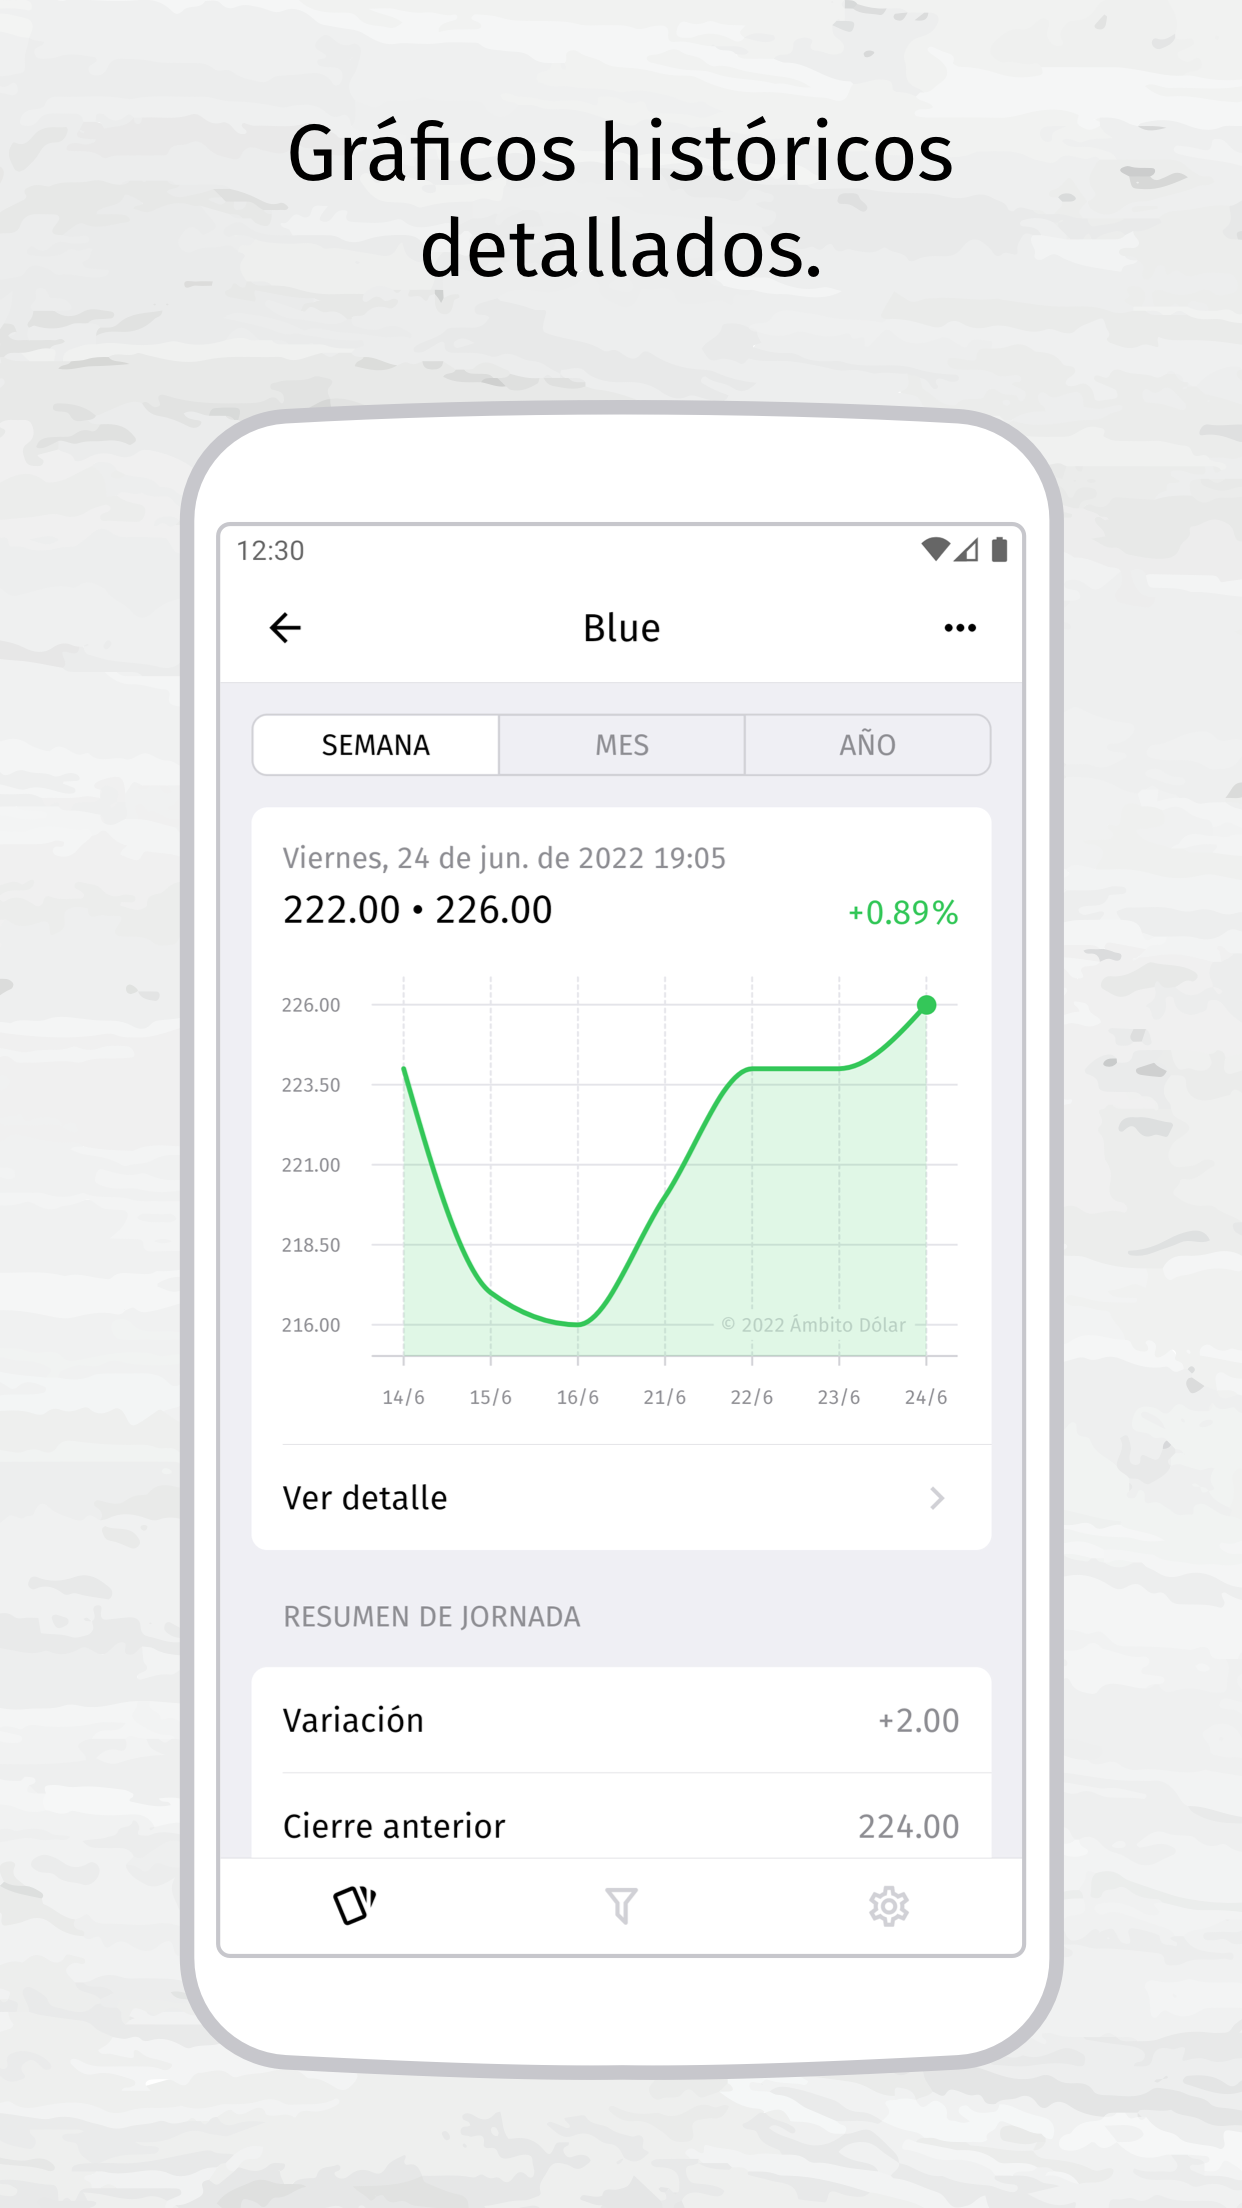 Gráficos históricos
detallados.
12:30
Blue
SEMANA MES AÑO
Viernes, 24 de jun. de 2022 19:05
222.00 • 226.00 +0.89%
226.00
223.50
221.00
218.50
216.00
© 2022 Ámbito Dólar
14/6 15/6 16/6 21/6 22/6 23/6 24/6
Ver detalle
RESUMEN DE JORNADA
Variación +2.00
Cierre anterior 224.00